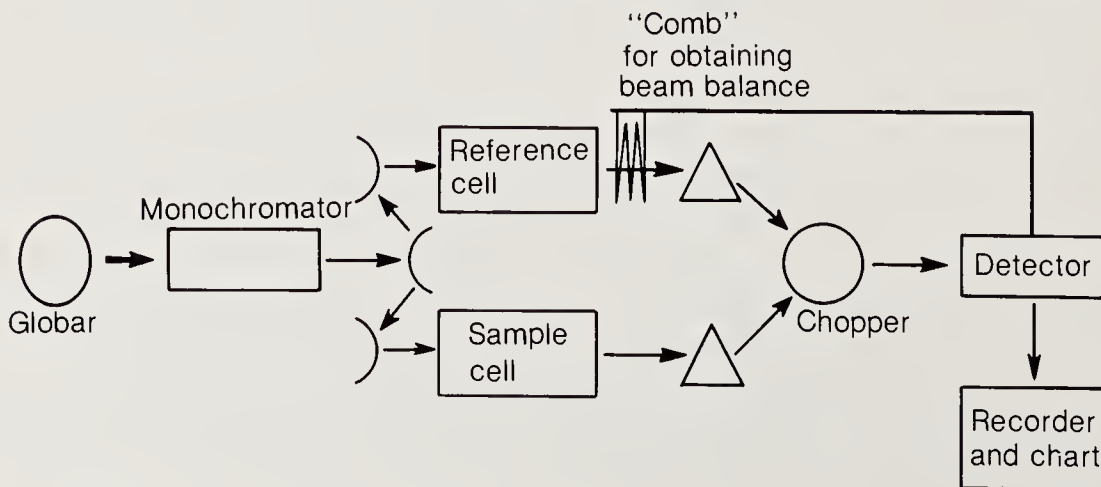 "Comb"
for obtaining
beam balance
Reference
cell
Monochromator
Globar
Sample
cell
Chopper
Detector
Recorder
and chart